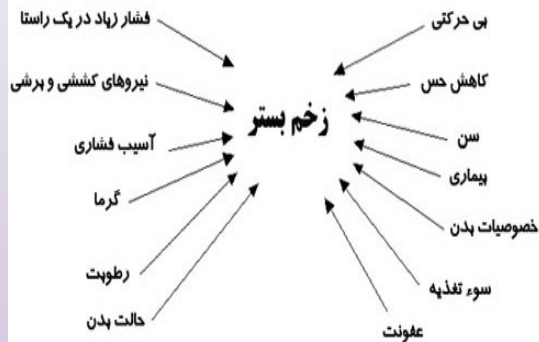 بی حرکتی
کاهش حس
سن
بیماری
خصوصیات بدن
سوء تغذیه
عفونت
زخم بستر
فشار زیاد در یک راستا
نیروهای کششی و برشی
آسیب فشاری
گرما
رطوبت
حالت بدن